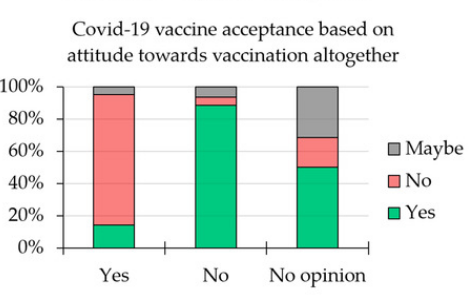 Covid-19 vaccine acceptance based on
attitude towards vaccination altogether
100%
80%
60%
40%
20%
0%
Yes No No opinion
Maybe
No
Yes